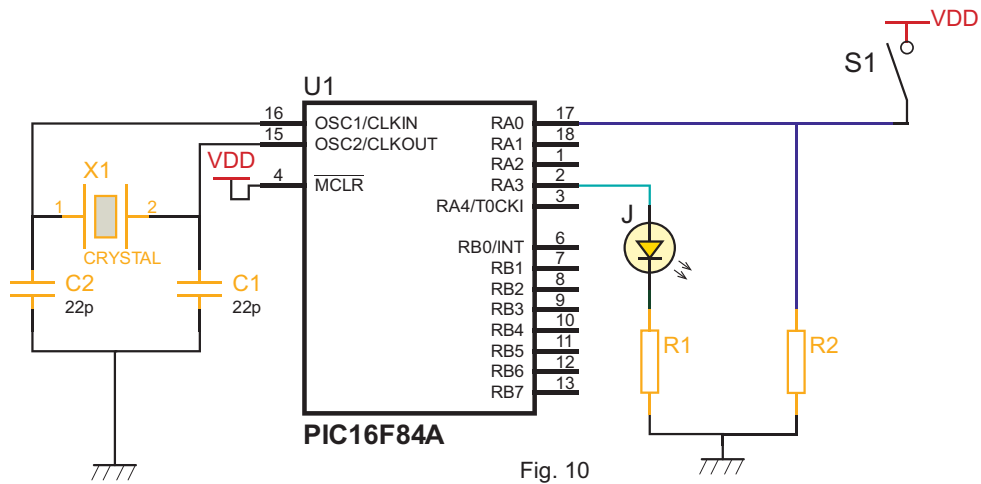 VDD
S1
U1
16 OSC1/CLKIN RA0 17
15 OSC2/CLKOUT RA1 18
VDD
RA2 1
4 MCLR RA3 2
RA4/T0CKI 3
X1
1 2
CRYSTAL
J
RB0/INT 6
RB1 7
RB2 8
RB3 9
RB4 10
RB5 11
RB6 12
RB7 13
C2
22p
C1
22p
R1
R2
PIC16F84A
Fig. 10